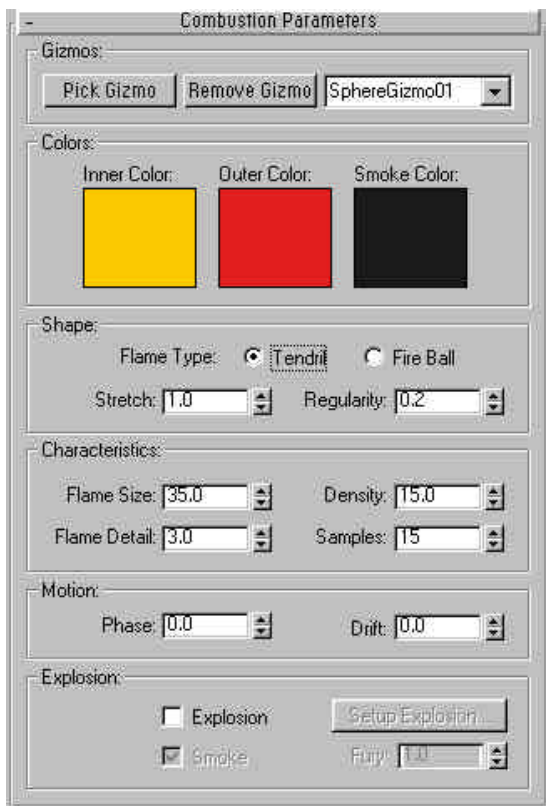 - Combustion Parameters
Gizmos:
Pick Gizmo Remove Gizmo SphereGizmo01
Colors:
Inner Color: Outer Color: Smoke Color:
Shape:
Flame Type: Tendril Fire Ball
Stretch: 1.0 Regularity: 0.2
Characteristics:
Flame Size: 35.0 Density: 15.0
Flame Detail: 3.0 Samples: 15
Motion:
Phase: 0.0 Drift: 0.0
Explosion:
Explosion Setup Explosion...
Smoke Fury: 1.0